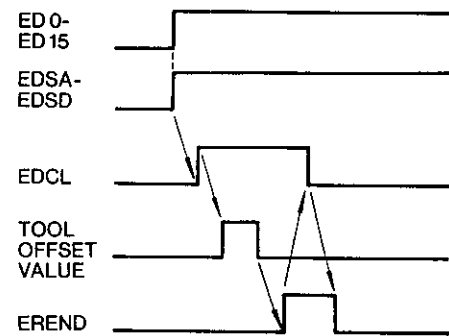 ED 0-
ED 15
EDSA-
EDSD
EDCL
TOOL
OFFSET
VALUE
EREND